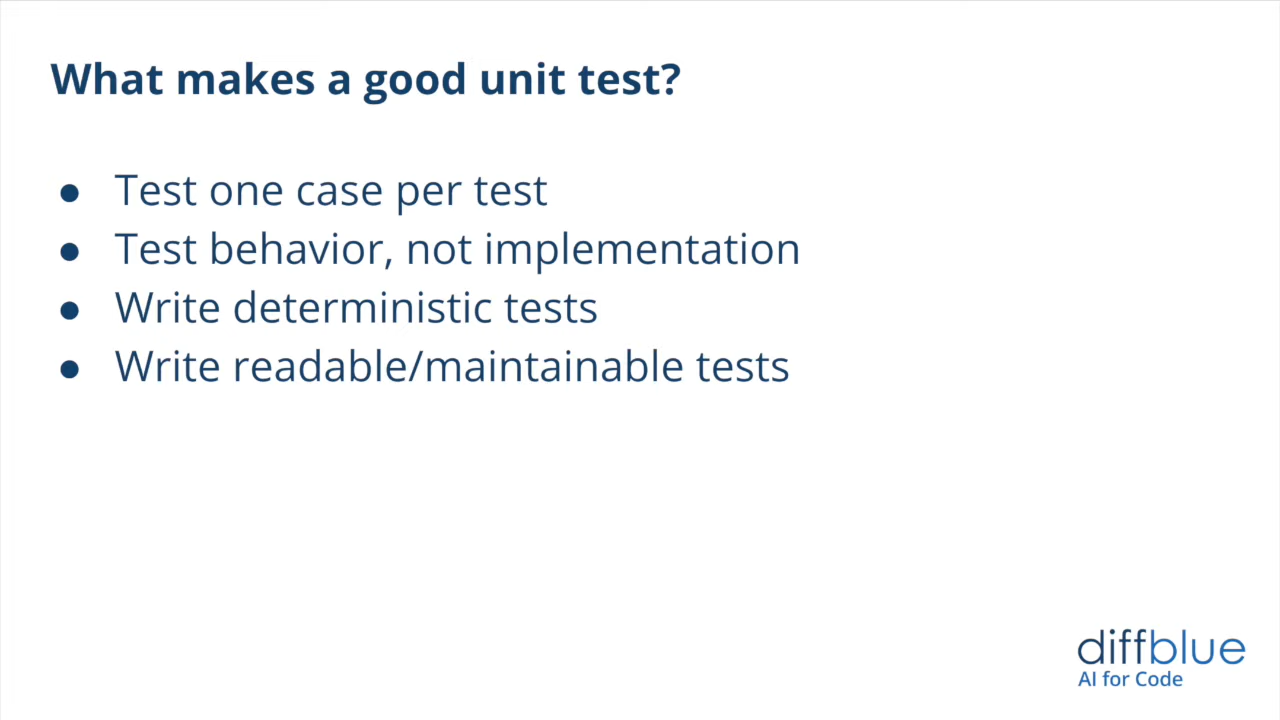 What makes a good unit test?
● Test one case per test
● Test behavior, not implementation
● Write deterministic tests
● Write readable/maintainable tests
diffblue
AI for Code